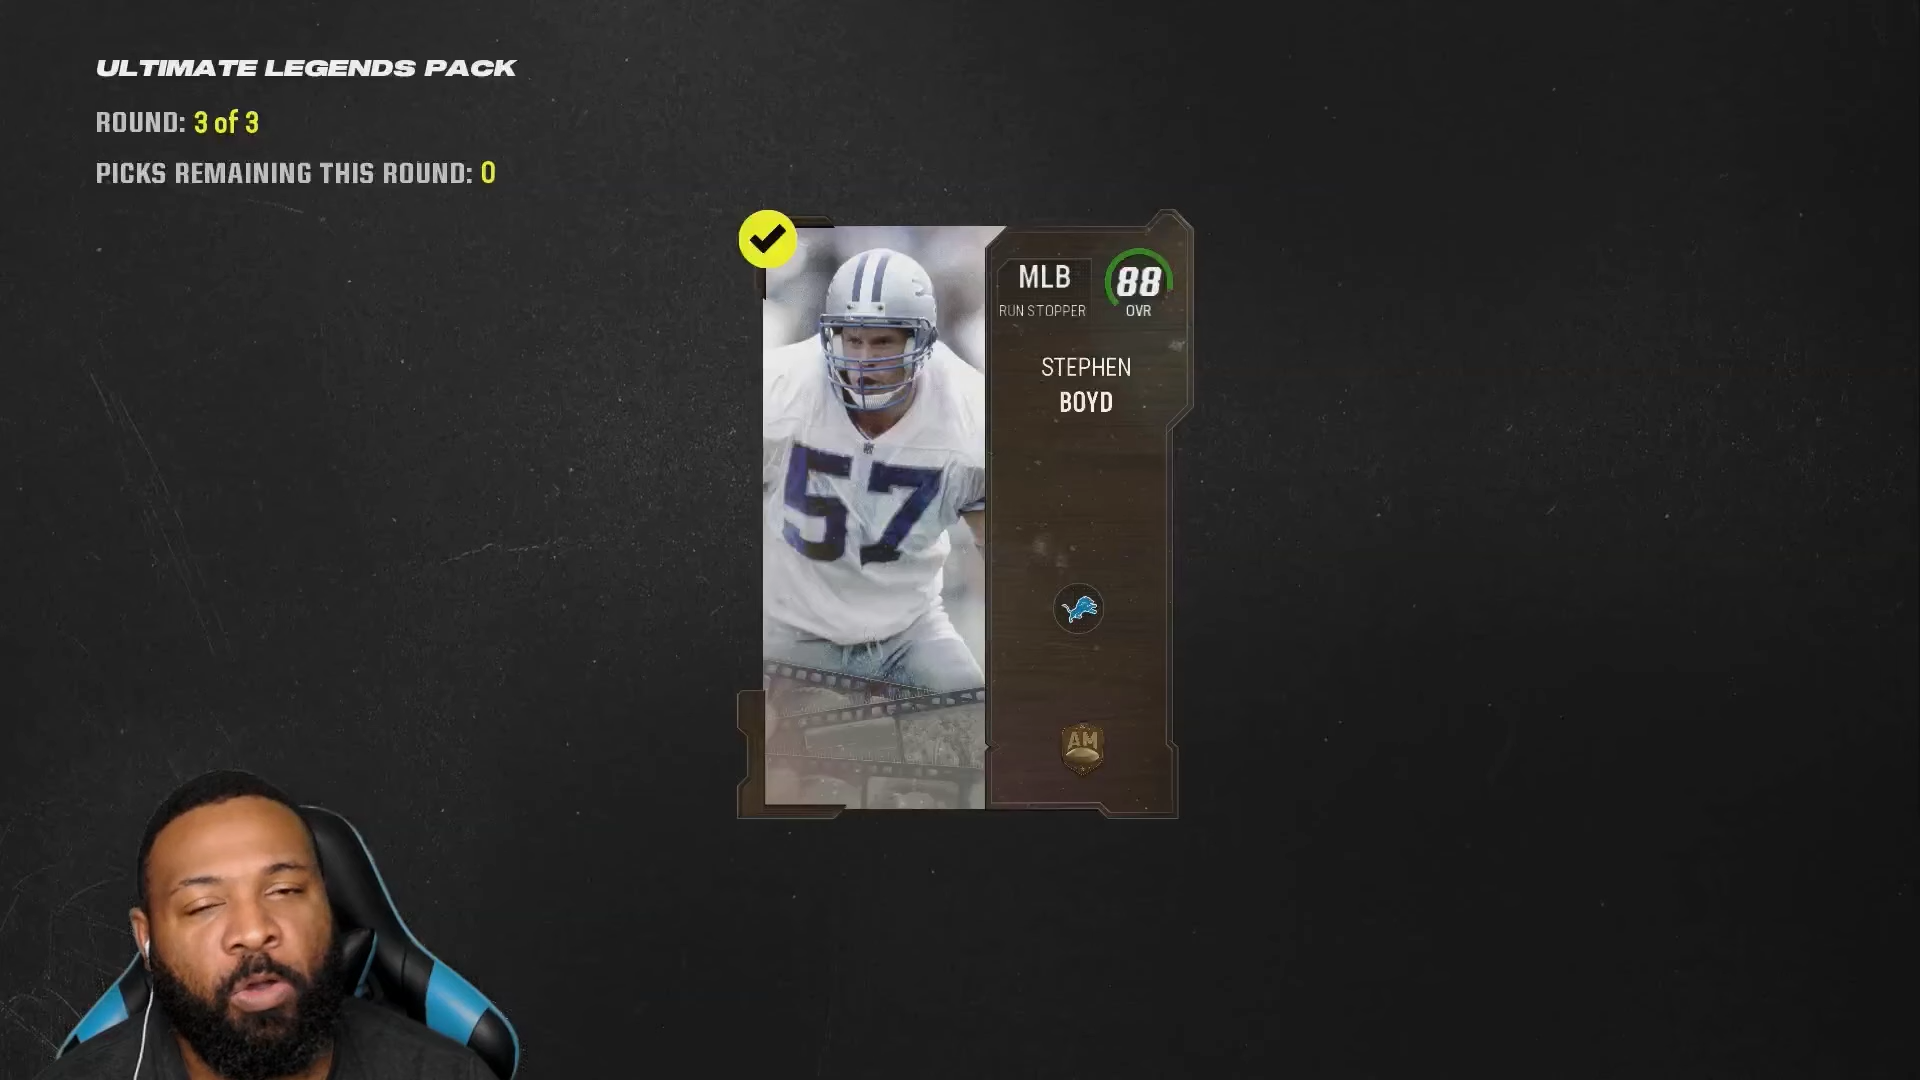 ULTIMATE LEGENDS PACK
ROUND: 3 of 3
PICKS REMAINING THIS ROUND: 0
MLB
RUN STOPPER
88
OVR
STEPHEN
BOYD
57
AM